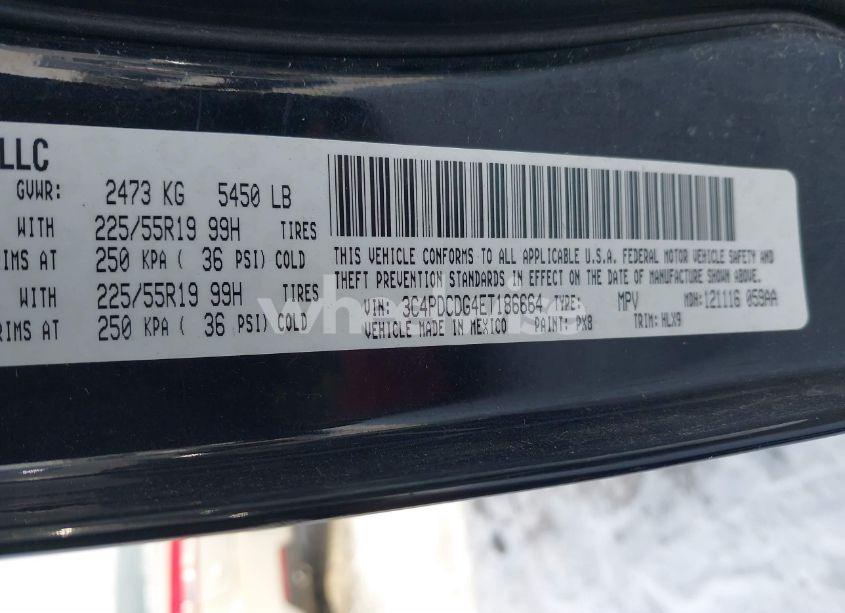 LLC
GVWR: 2473 KG 5450 LB
WITH 225/55R19 99H TIRES
IMS AT 250 KPA ( 36 PSI) COLD
WITH 225/55R19 99H TIRES
RIMS AT 250 KPA ( 36 PSI) COLD
THIS VEHICLE CONFORMS TO ALL APPLICABLE U.S.A. FEDERAL MOTOR VEHICLE SAFETY AND
THEFT PREVENTION STANDARDS IN EFFECT ON THE DATE OF MANUFACTURE SHOWN ABOVE.
VIN: 3C4PDCDG4ET186664 TYPE: MPV MDH: 121116 059AA
VEHICLE MADE IN MEXICO PAINT: PX8 TRIM: HLX9